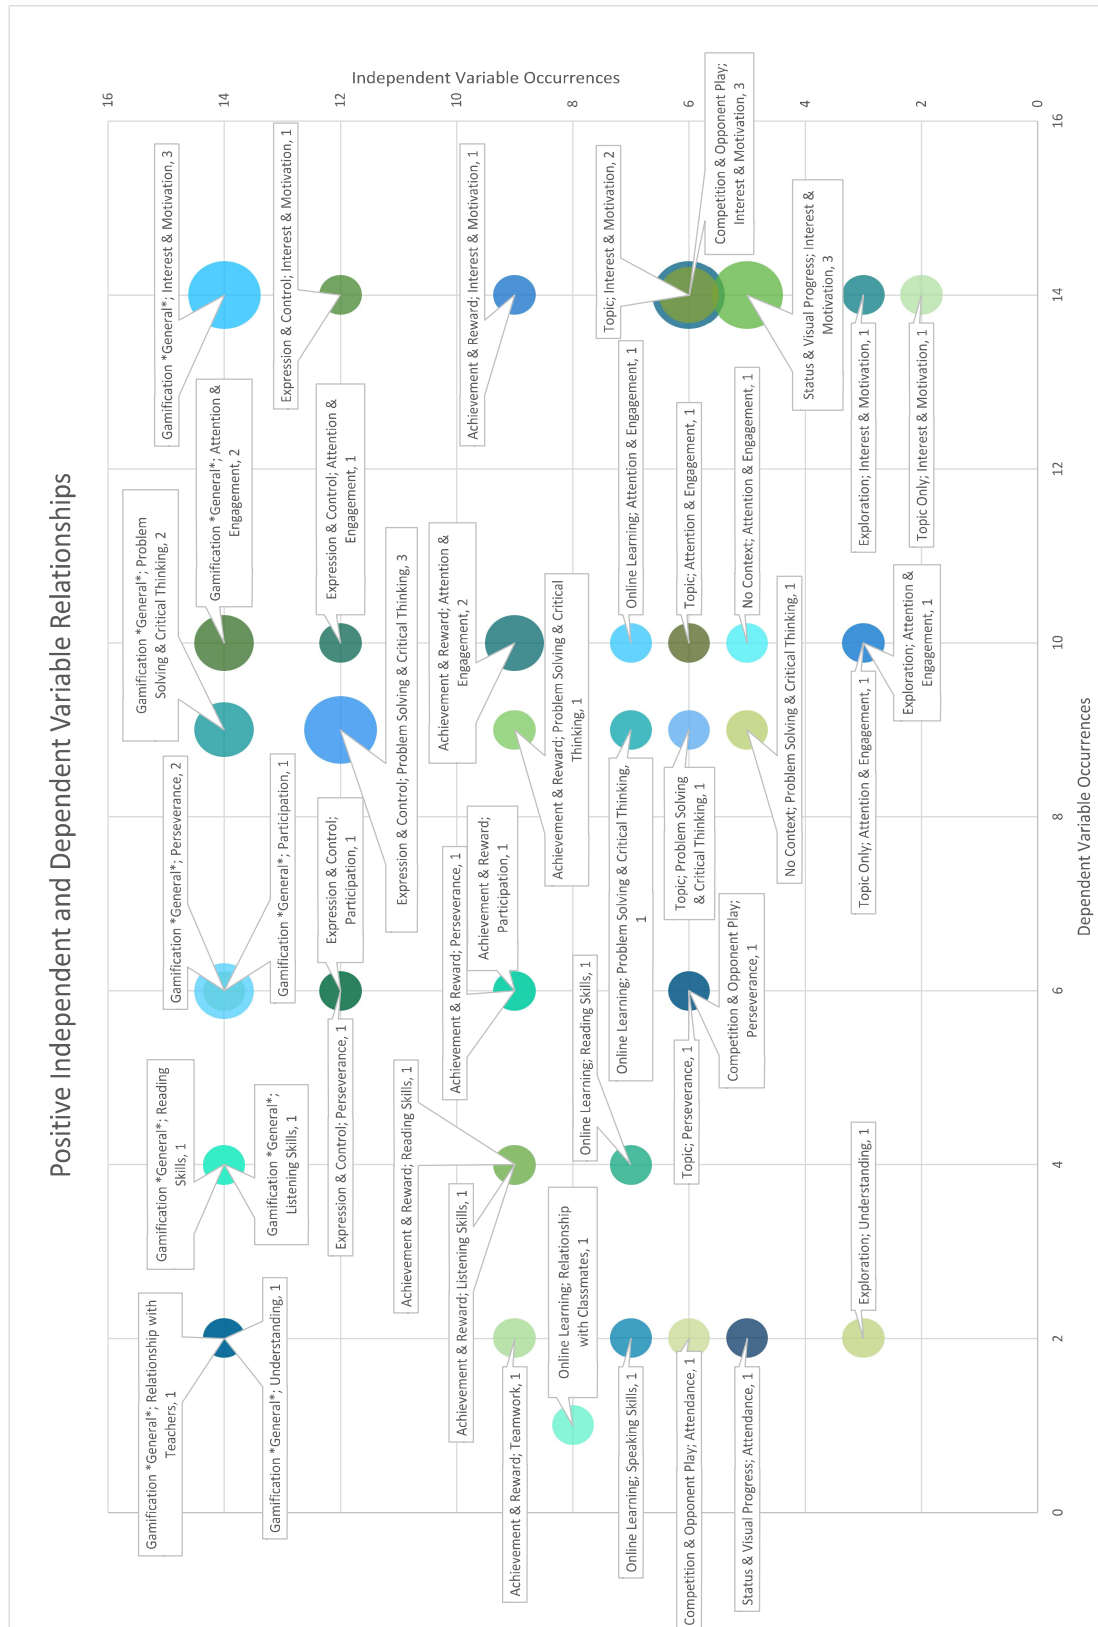 Positive Independent and Dependent Variable Relationships
Independent Variable Occurrences
16
14
12
10
8
6
4
2
0
Gamification *General*; Relationship with
Teachers, 1
Gamification *General*; Understanding, 1
Gamification *General*; Reading
Skills, 1
Gamification *General*;
Listening Skills, 1
Gamification *General*; Perseverance, 2
Gamification *General*; Participation, 1
Gamification *General*; Problem
Solving & Critical Thinking, 2
Gamification *General*; Attention &
Engagement, 2
Gamification *General*; Interest & Motivation, 3
Expression & Control; Perseverance, 1
Expression & Control;
Participation, 1
Expression & Control; Problem Solving & Critical Thinking, 3
Expression & Control; Attention &
Engagement, 1
Expression & Control; Interest & Motivation, 1
Achievement & Reward; Teamwork, 1
Achievement & Reward; Listening Skills, 1
Achievement & Reward; Reading Skills, 1
Achievement & Reward; Perseverance, 1
Achievement & Reward;
Participation, 1
Achievement & Reward; Attention &
Engagement, 2
Achievement & Reward; Problem Solving & Critical
Thinking, 1
Achievement & Reward; Interest & Motivation, 1
Online Learning; Relationship
with Classmates, 1
Online Learning; Speaking Skills, 1
Online Learning; Reading Skills, 1
Online Learning; Problem Solving & Critical Thinking,
1
Online Learning; Attention & Engagement, 1
Competition & Opponent Play; Attendance, 1
Topic; Perseverance, 1
Competition & Opponent Play;
Perseverance, 1
Topic; Problem Solving
& Critical Thinking, 1
Topic; Attention & Engagement, 1
Topic; Interest & Motivation, 2
Competition & Opponent Play;
Interest & Motivation, 3
Status & Visual Progress; Attendance, 1
No Context; Problem Solving & Critical Thinking, 1
No Context; Attention & Engagement, 1
Status & Visual Progress; Interest &
Motivation, 3
Exploration; Understanding, 1
Topic Only; Attention & Engagement, 1
Exploration; Attention &
Engagement, 1
Exploration; Interest & Motivation, 1
Topic Only; Interest & Motivation, 1
0
2
4
6
8
10
12
14
16
Dependent Variable Occurrences